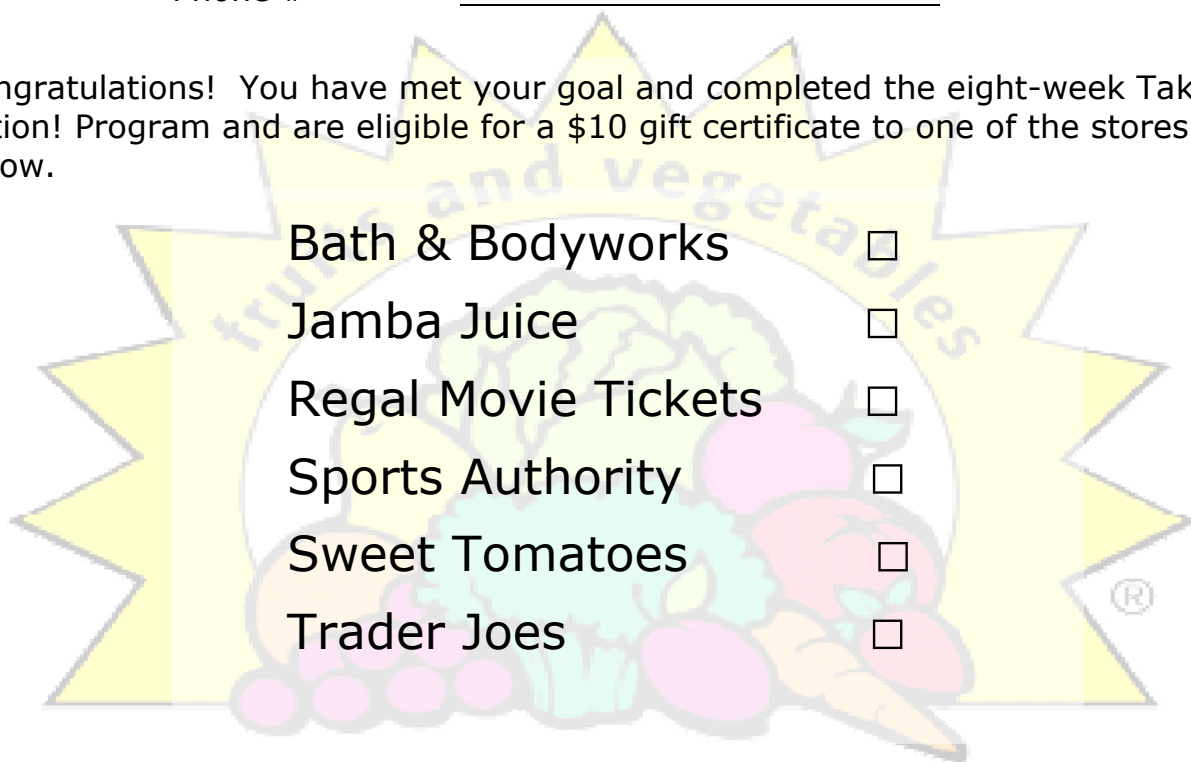 Phone #
ngratulations! You have met your goal and completed the eight-week Tak
tion! Program and are eligible for a $10 gift certificate to one of the stores
ow.
fruits and vegetables
Bath & Bodyworks □
Jamba Juice □
Regal Movie Tickets □
Sports Authority □
Sweet Tomatoes □
Trader Joes □
®